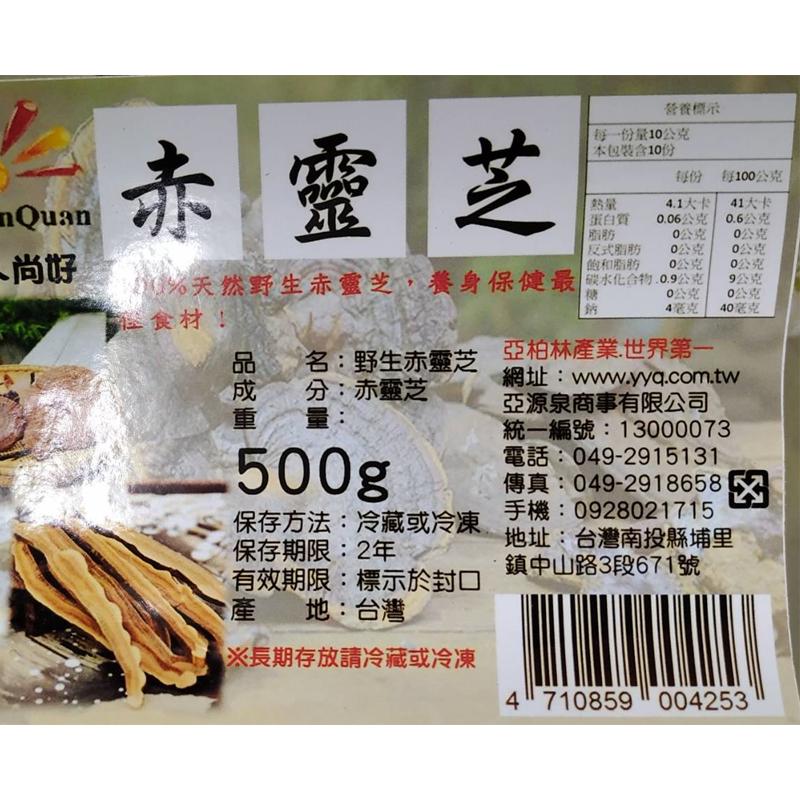 赤靈芝
nQuan
尚好
00%天然野生赤靈芝，養身保健最
佳食材！
營養標示
每一份量10公克
本包裝含10份
每份 每100公克
熱量 4.1大卡 41大卡
蛋白質 0.06公克 0.6公克
脂肪 0公克 0公克
反式脂肪 0公克 0公克
飽和脂肪 0公克 0公克
碳水化合物 0.9公克 9公克
糖 0公克 0公克
鈉 4毫克 40毫克
品名：野生赤靈芝
成分：赤靈芝
重量：
500g
保存方法：冷藏或冷凍
保存期限：2年
有效期限：標示於封口
產地：台灣
※長期存放請冷藏或冷凍
亞柏林產業.世界第一
網址：www.yyq.com.tw
亞源泉商事有限公司
統一編號：13000073
電話：049-2915131
傳真：049-2918658
手機：0928021715
地址：台灣南投縣埔里
鎮中山路3段671號
4 710859 004253